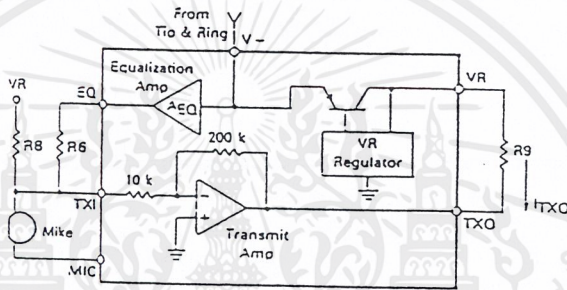 From
Tio & Ring
V–
Equalization
Amp
EQ
AEQ
VR
VR
R8
R6
200 k
VR
Regulator
R9
10 k
TXI
ITXO
Mike
Transmit
Amp
TXO
MIC